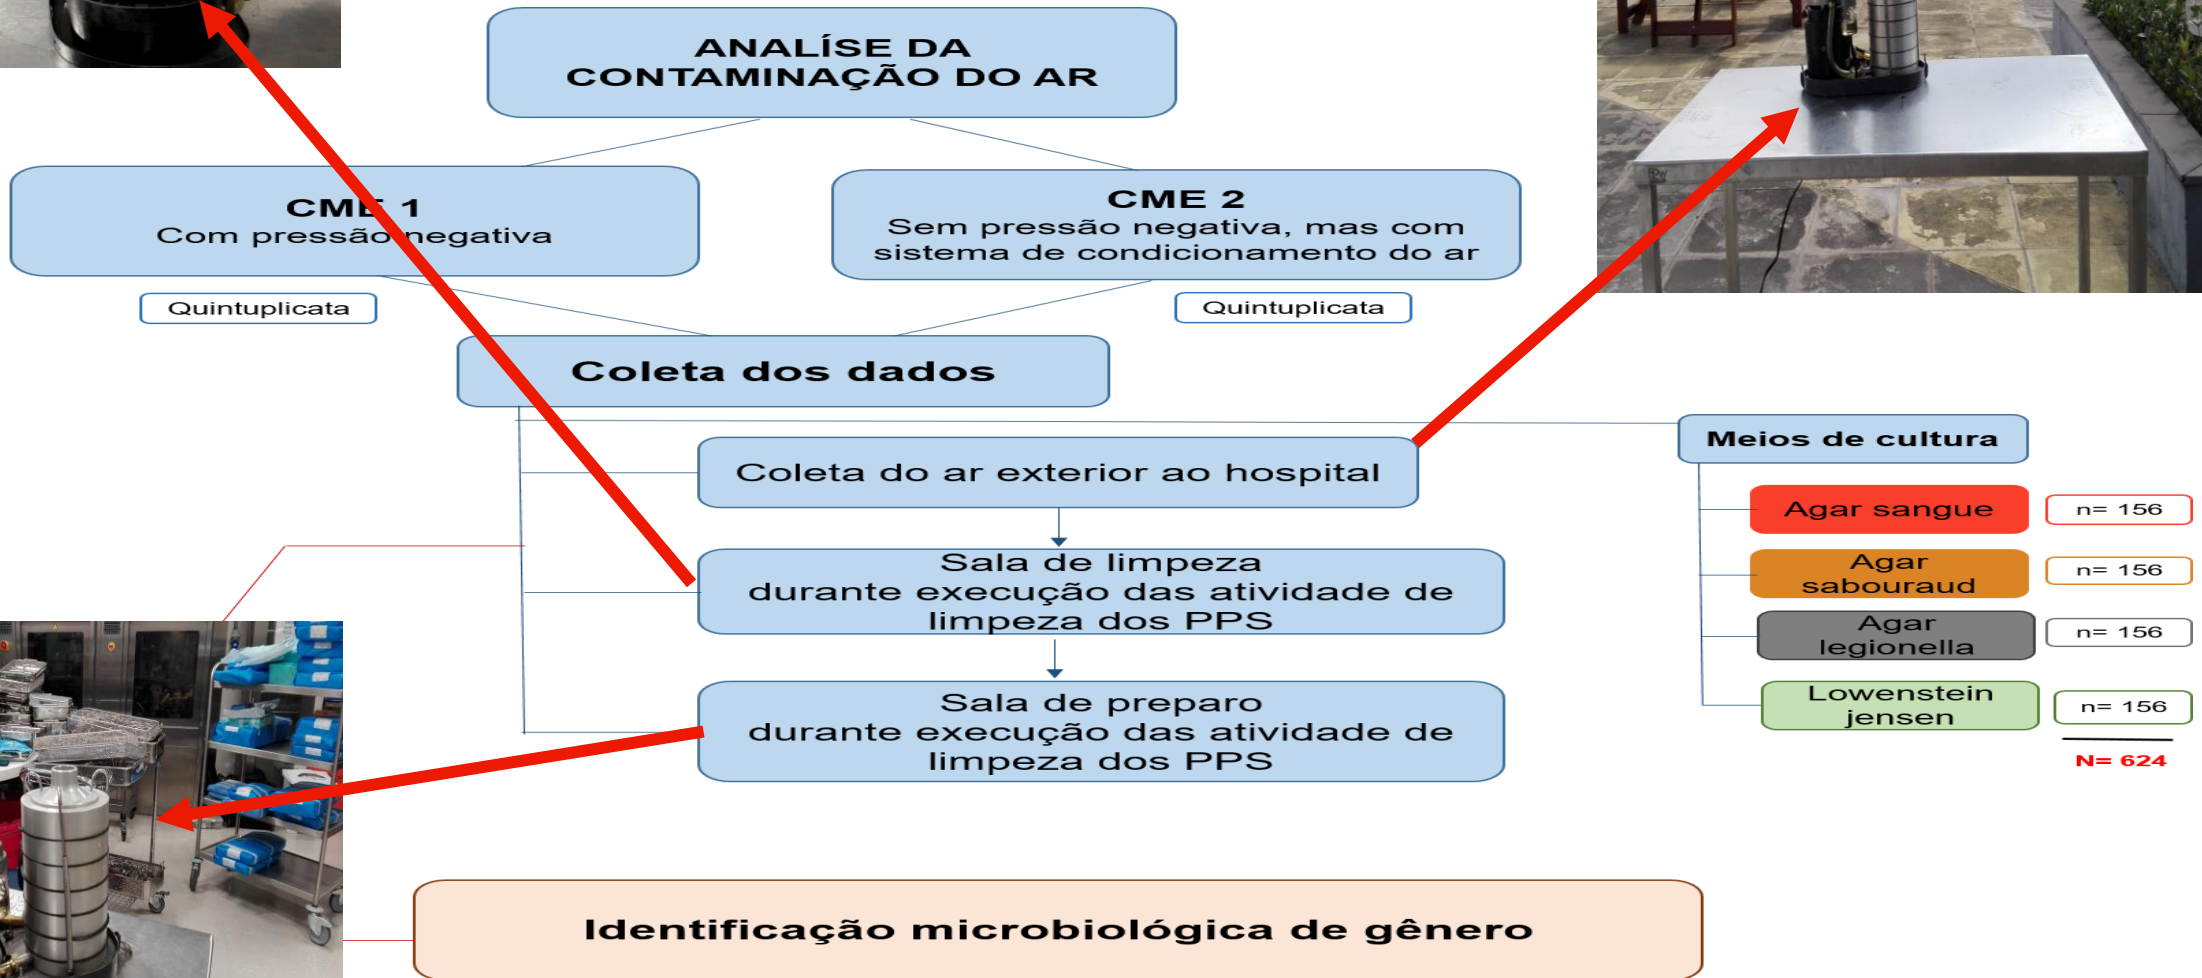 ANALÍSE DA
CONTAMINAÇÃO DO AR
CME 1
Com pressão negativa
CME 2
Sem pressão negativa, mas com
sistema de condicionamento do ar
Quintuplicata
Quintuplicata
Coleta dos dados
Coleta do ar exterior ao hospital
Sala de limpeza
durante execução das atividade de
limpeza dos PPS
Sala de preparo
durante execução das atividade de
limpeza dos PPS
Meios de cultura
Agar sangue
n= 156
Agar
sabouraud
n= 156
Agar
legionella
n= 156
Lowenstein
jensen
n= 156
N= 624
Identificação microbiológica de gênero